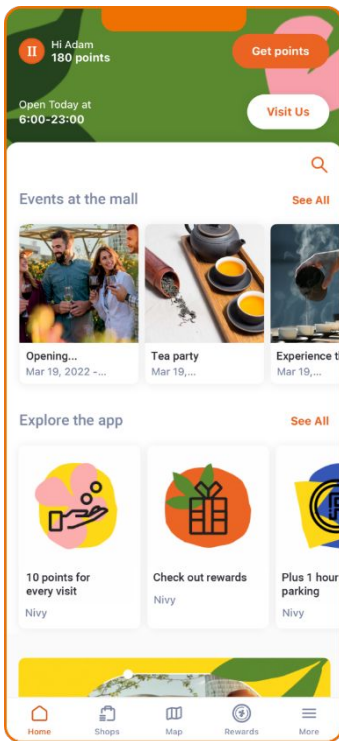 II
Hi Adam
180 points
Get points
Open Today at
6:00-23:00
Visit Us
Events at the mall
See All
Opening...
Mar 19, 2022 -...
Tea party
Mar 19,...
Experience t
Mar 19,...
Explore the app
See All
10 points for
every visit
Nivy
Check out rewards
Nivy
Plus 1 hour
parking
Nivy
Home
Shops
Map
Rewards
More